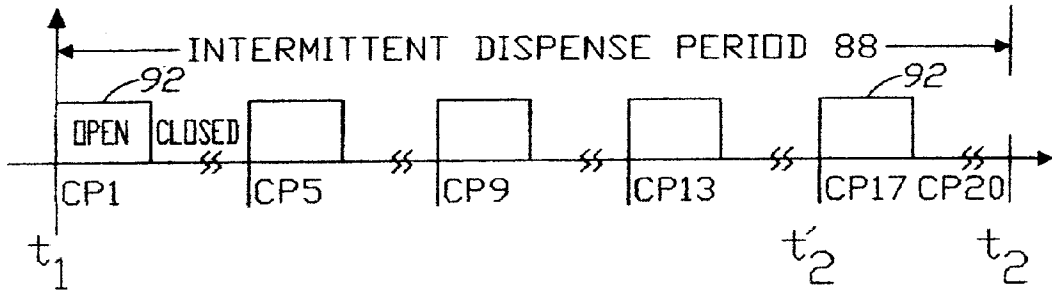 INTERMITTENT DISPENSE PERIOD 88
92 92
OPEN CLOSED
CP1 CP5 CP9 CP13 CP17 CP20
t1 t'2 t2